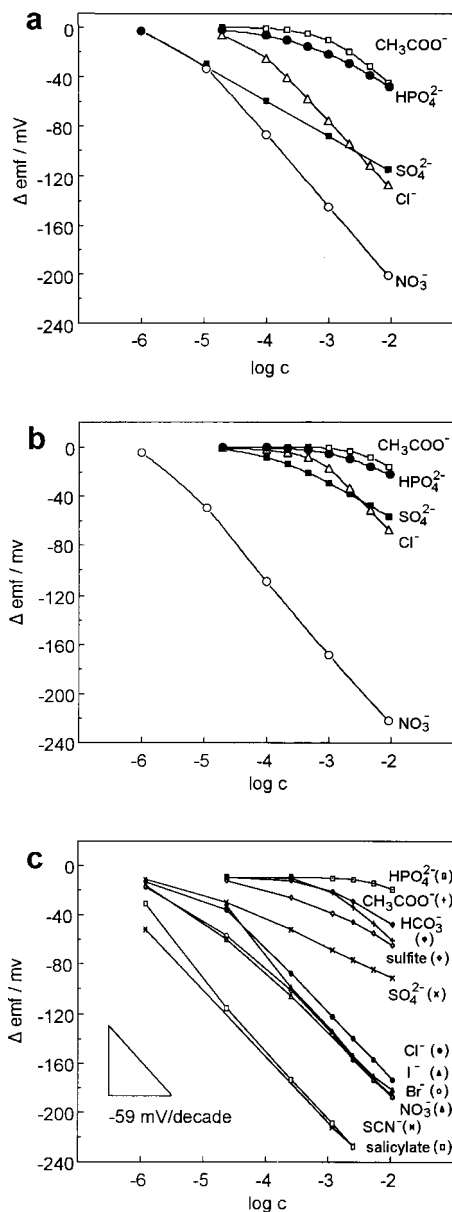 a
0
-40
-80
-120
-160
-200
-240
Δ emf / mV
CH₃COO⁻
HPO₄²⁻
SO₄²⁻
Cl⁻
NO₃⁻
-6 -5 -4 -3 -2
log c
b
0
-40
-80
-120
-160
-200
-240
Δ emf / mv
CH₃COO⁻
HPO₄²⁻
SO₄²⁻
Cl⁻
NO₃⁻
-6 -5 -4 -3 -2
log c
c
0
-40
-80
-120
-160
-200
-240
Δ emf / mV
HPO₄²⁻(◘)
CH₃COO⁻(+)
HCO₃⁻
(♦)
sulfite(♦)
SO₄²⁻(×)
Cl⁻(●)
I⁻(▲)
Br⁻(○)
NO₃⁻(▲)
SCN⁻(×)
salicylate(□)
-59 mV/decade
-6 -5 -4 -3 -2
log c